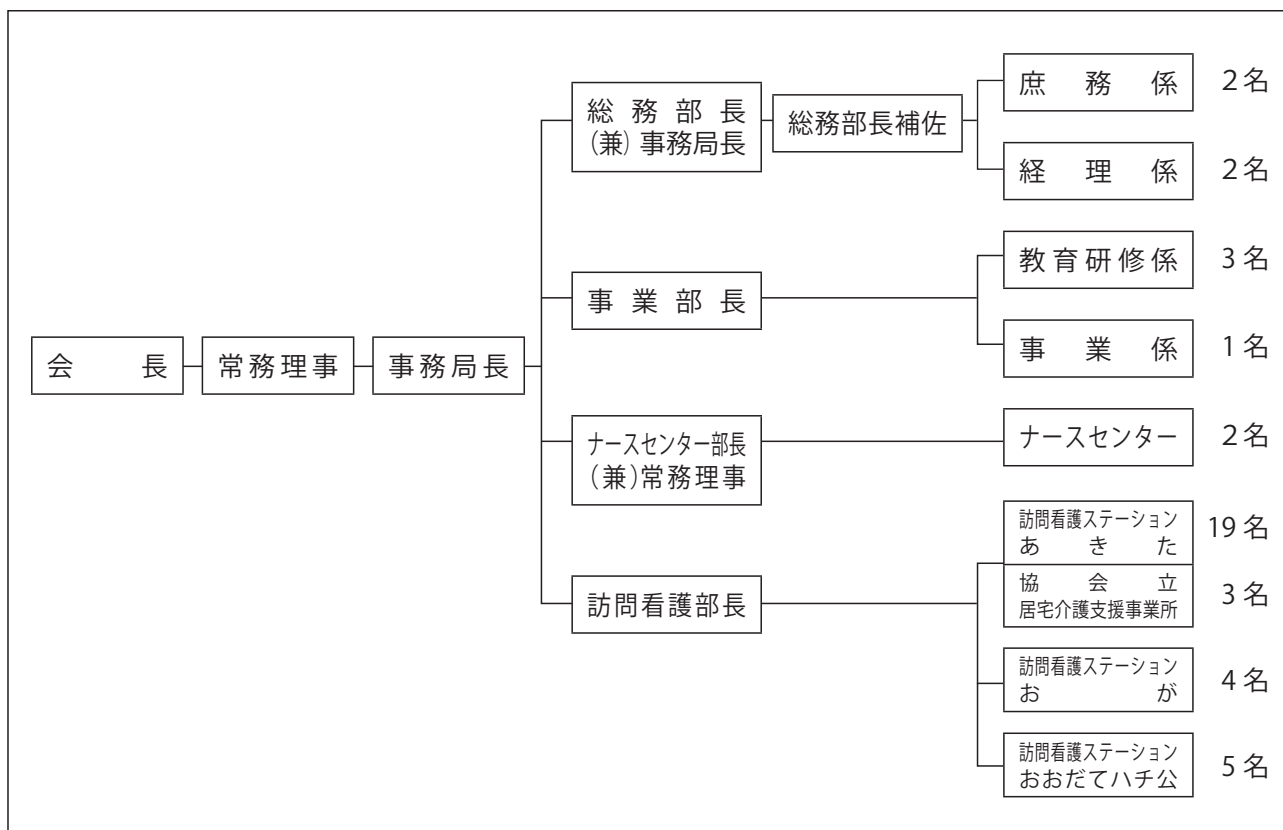 会長
常務理事
事務局長
総務部長
(兼)事務局長
総務部長補佐
庶務係 2名
経理係 2名
事業部長
教育研修係 3名
事業係 1名
ナースセンター部長
(兼)常務理事
ナースセンター 2名
訪問看護部長
訪問看護ステーション
あきた 19名
協会立
居宅介護支援事業所 3名
訪問看護ステーション
おが 4名
訪問看護ステーション
おおだてハチ公 5名